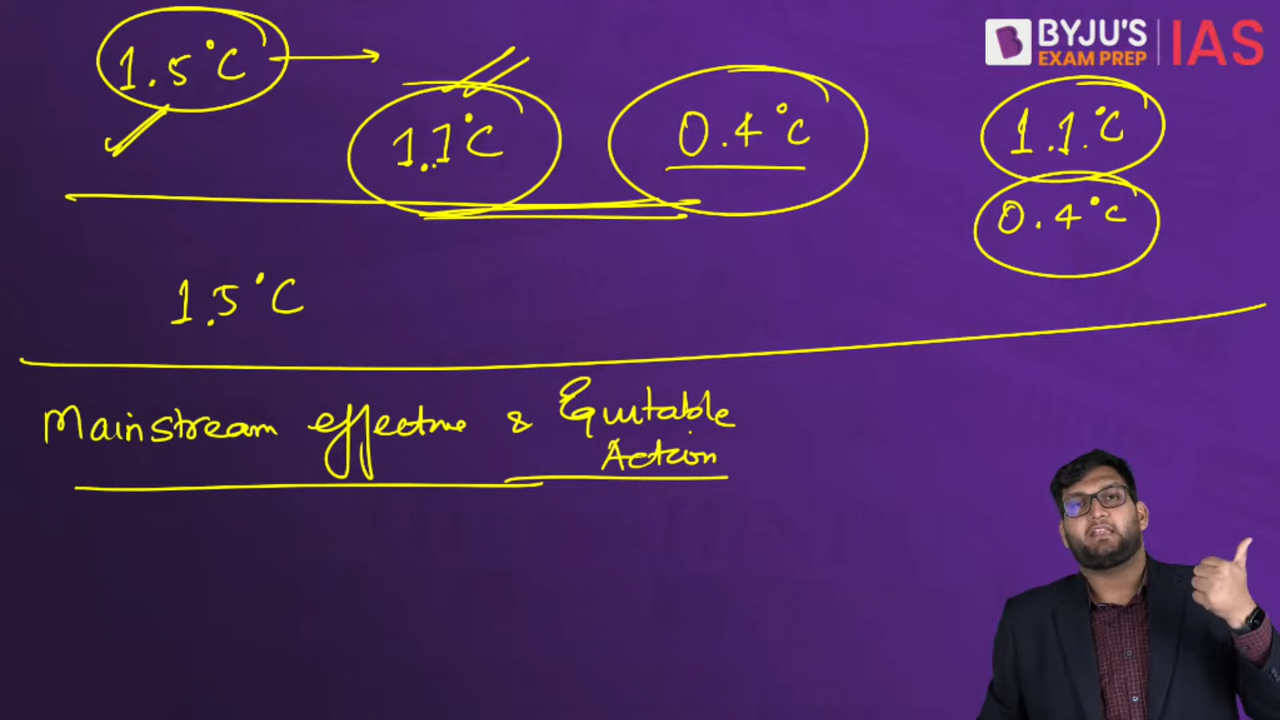 BYJU'S
EXAM PREP
IAS
1.5°C
1.1°C
0.4°C
1.1°C
0.4°C
1.5°C
Mainstream effective & Equitable
Action